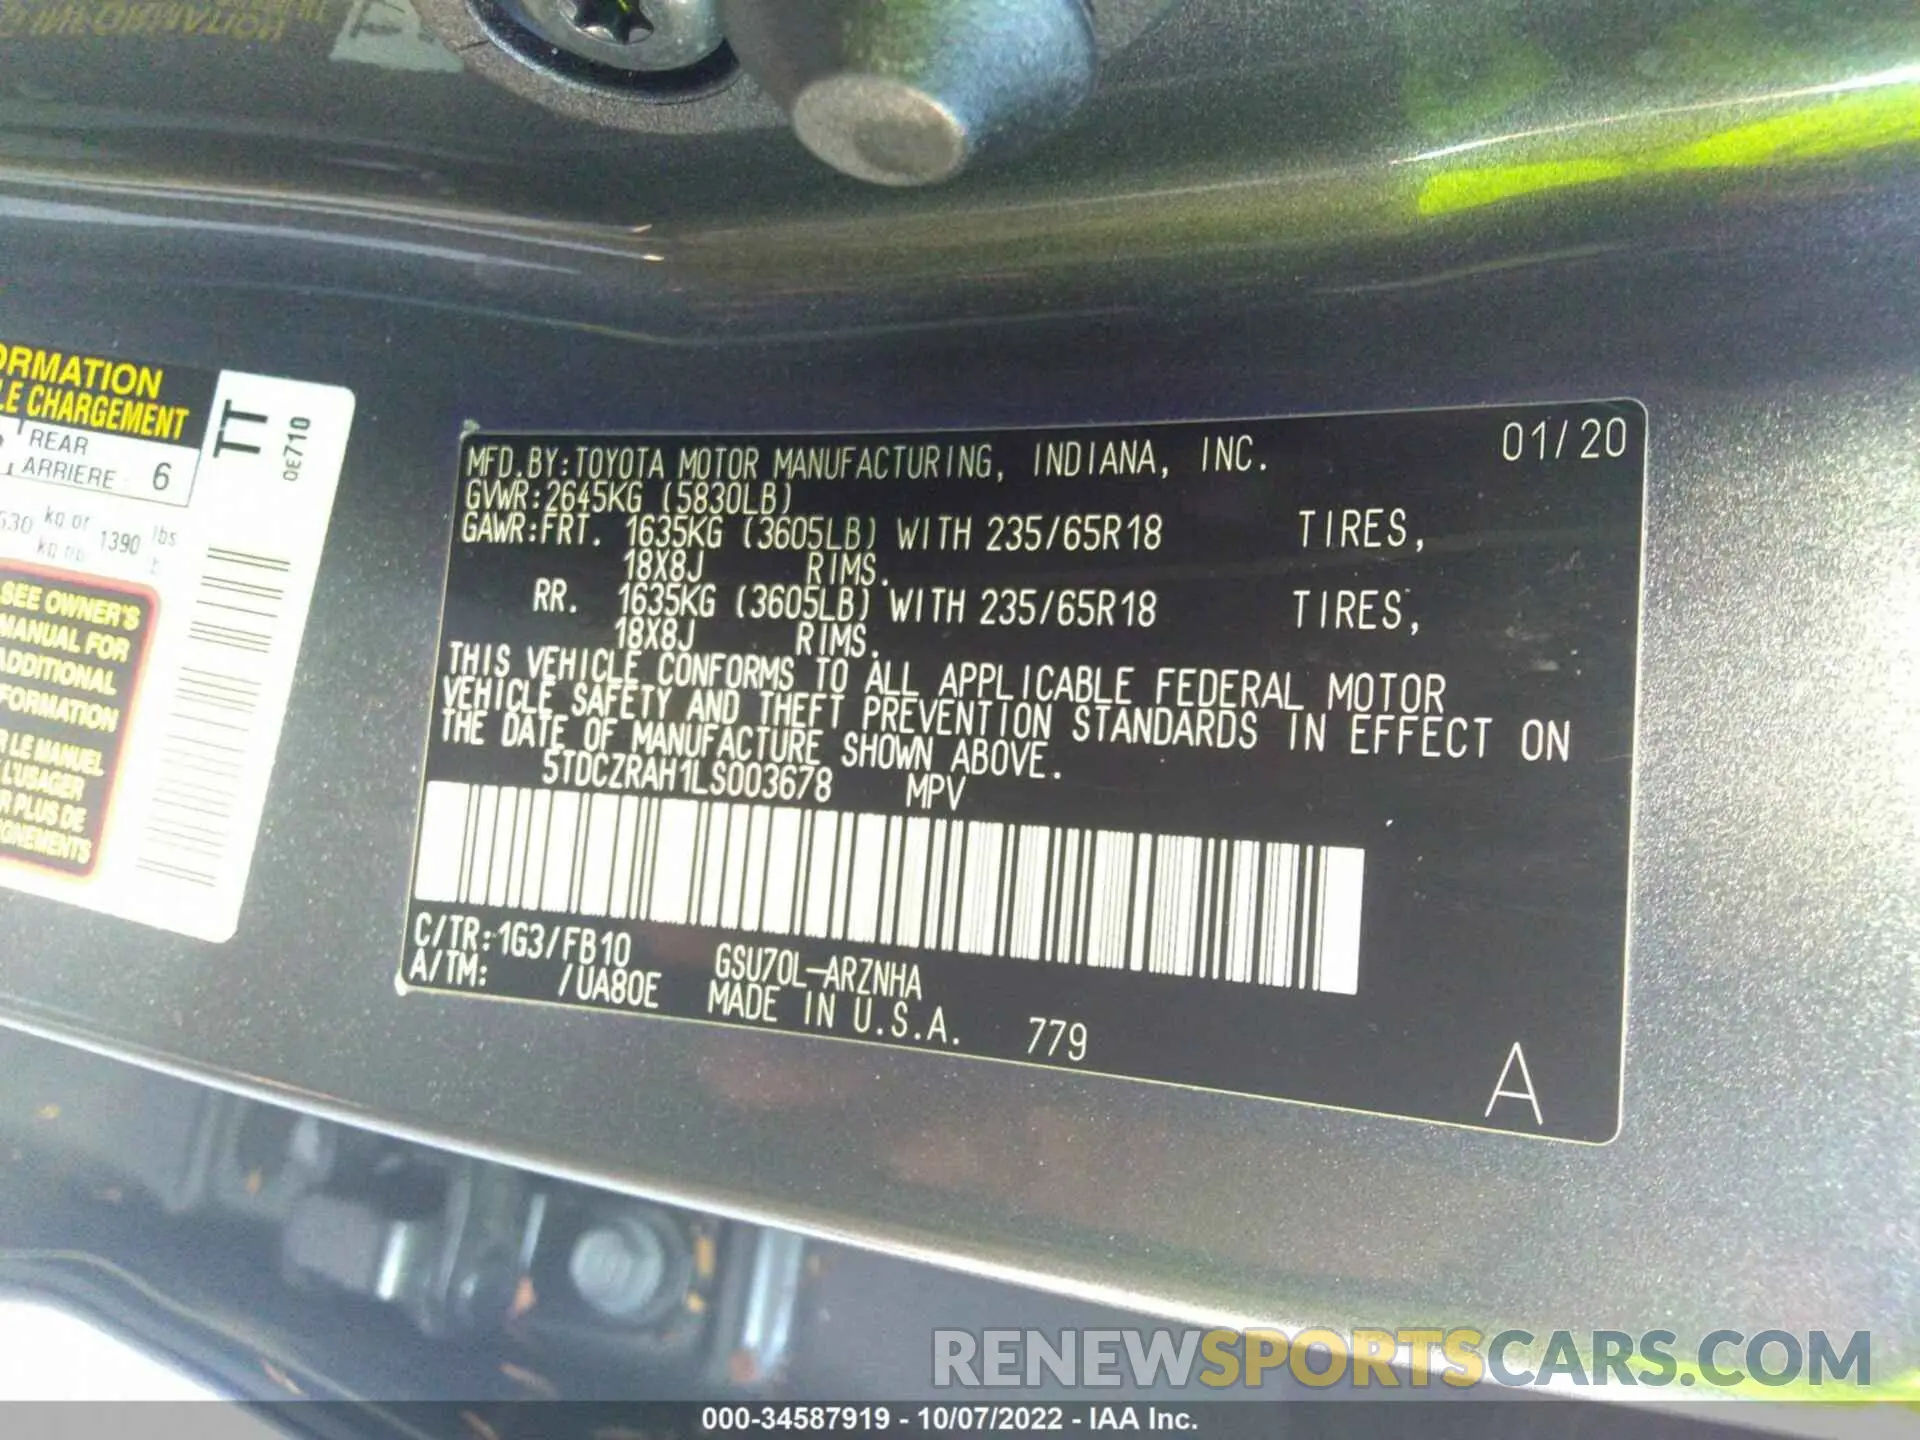 MFD.BY:TOYOTA MOTOR MANUFACTURING, INDIANA, INC. 01/20
GVWR:2645KG (5830LB)
GAWR:FRT. 1635KG (3605LB) WITH 235/65R18 TIRES,
18X8J RIMS.
RR. 1635KG (3605LB) WITH 235/65R18 TIRES,
18X8J RIMS.
THIS VEHICLE CONFORMS TO ALL APPLICABLE FEDERAL MOTOR
VEHICLE SAFETY AND THEFT PREVENTION STANDARDS IN EFFECT ON
THE DATE OF MANUFACTURE SHOWN ABOVE.
5TDCZRAH1LS003678 MPV
C/TR:1G3/FB10 GSU70L-ARZNHA
A/TM: /UA80E MADE IN U.S.A. 779
A
ORMATION
LE CHARGEMENT
REAR
ARRIERE 6
kg or 1390 lbs
TT
0E710
SEE OWNER'S
MANUAL FOR
ADDITIONAL
FORMATION
R LE MANUEL
L'USAGER
R PLUS DE
IGNEMENTS
RENEWSPORTSCARS.COM
000-34587919 - 10/07/2022 - IAA Inc.